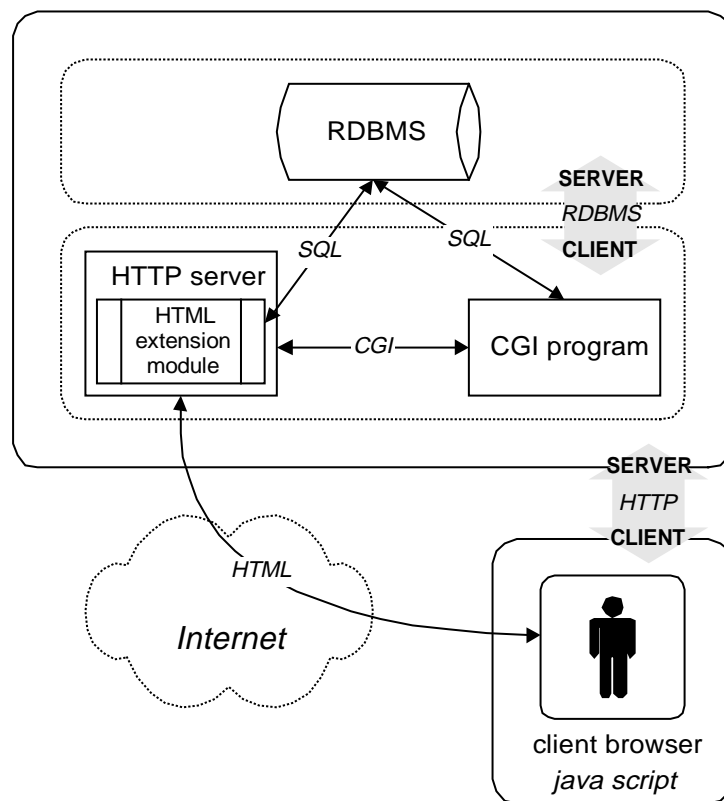 RDBMS
SERVER
RDBMS
CLIENT
SQL
SQL
HTTP server
HTML
extension
module
CGI
CGI program
SERVER
HTTP
CLIENT
HTML
Internet
client browser
java script